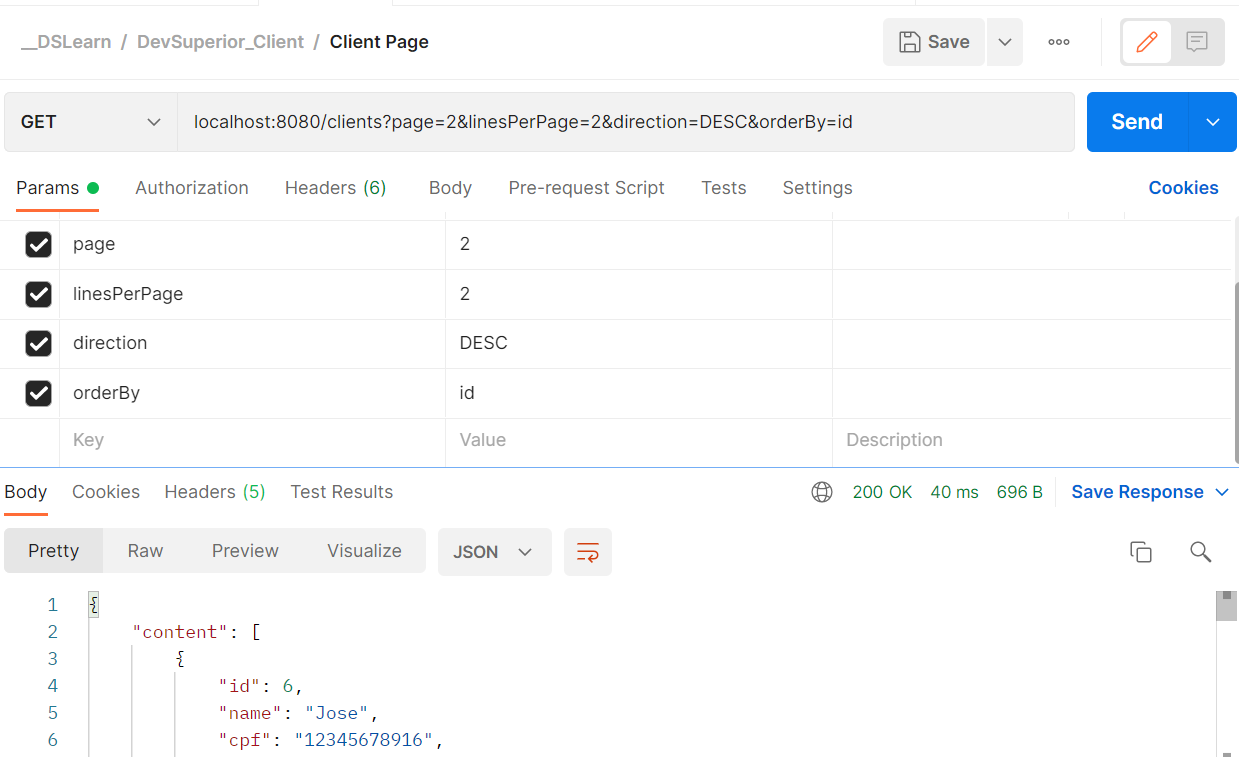 __DSLearn / DevSuperior_Client / Client Page
Save
GET localhost:8080/clients?page=2&linesPerPage=2&direction=DESC&orderBy=id
Send
Params Authorization Headers (6) Body Pre-request Script Tests Settings Cookies
page 2
linesPerPage 2
direction DESC
orderBy id
Key Value Description
Body Cookies Headers (5) Test Results 200 OK 40 ms 696 B Save Response
Pretty Raw Preview Visualize JSON
1 {
2 "content": [
3 {
4 "id": 6,
5 "name": "Jose",
6 "cpf": "12345678916",